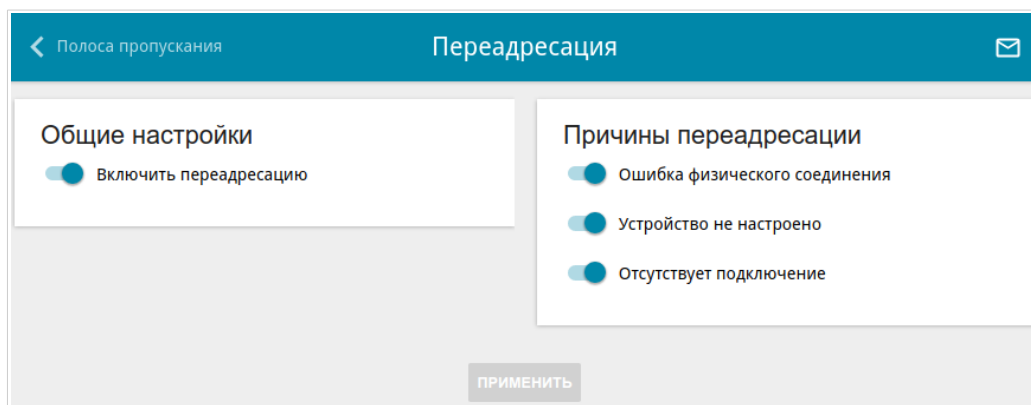 Полоса пропускания
Переадресация
Общие настройки
Включить переадресацию
Причины переадресации
Ошибка физического соединения
Устройство не настроено
Отсутствует подключение
ПРИМЕНИТЬ